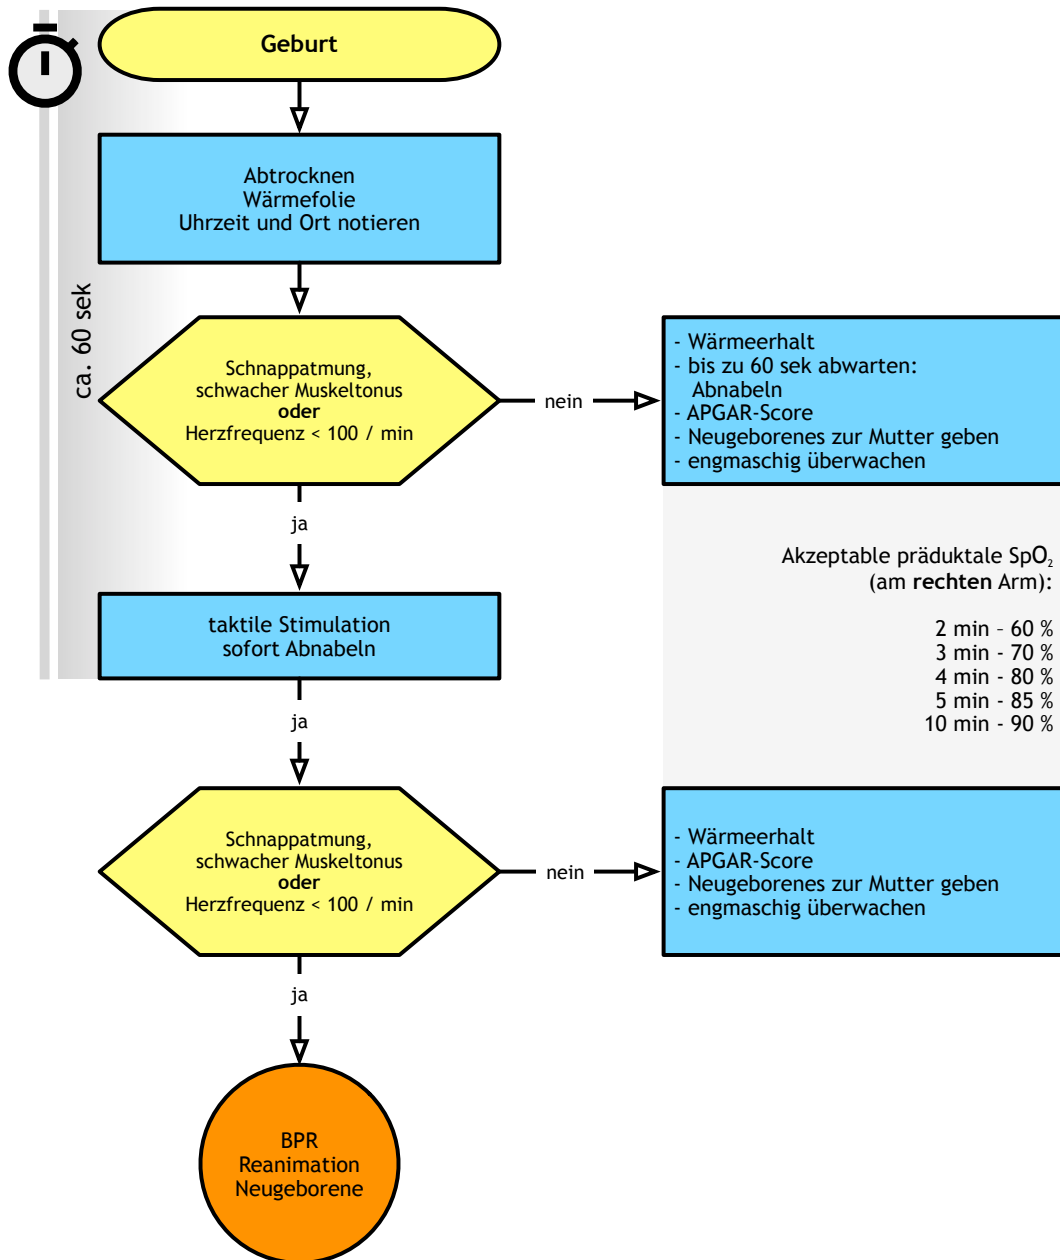 Geburt
Abtrocknen
Wärmefolie
Uhrzeit und Ort notieren
ca. 60 sek
Schnappatmung,
schwacher Muskeltonus
oder
Herzfrequenz < 100 / min
nein
- Wärmeerhalt
- bis zu 60 sek abwarten:
Abnabeln
- APGAR-Score
- Neugeborenes zur Mutter geben
- engmaschig überwachen
ja
Akzeptable präduktale SpO₂
(am rechten Arm):
2 min – 60 %
3 min - 70 %
4 min - 80 %
5 min - 85 %
10 min - 90 %
taktile Stimulation
sofort Abnabeln
ja
Schnappatmung,
schwacher Muskeltonus
oder
Herzfrequenz < 100 / min
nein
- Wärmeerhalt
- APGAR-Score
- Neugeborenes zur Mutter geben
- engmaschig überwachen
ja
BPR
Reanimation
Neugeborene